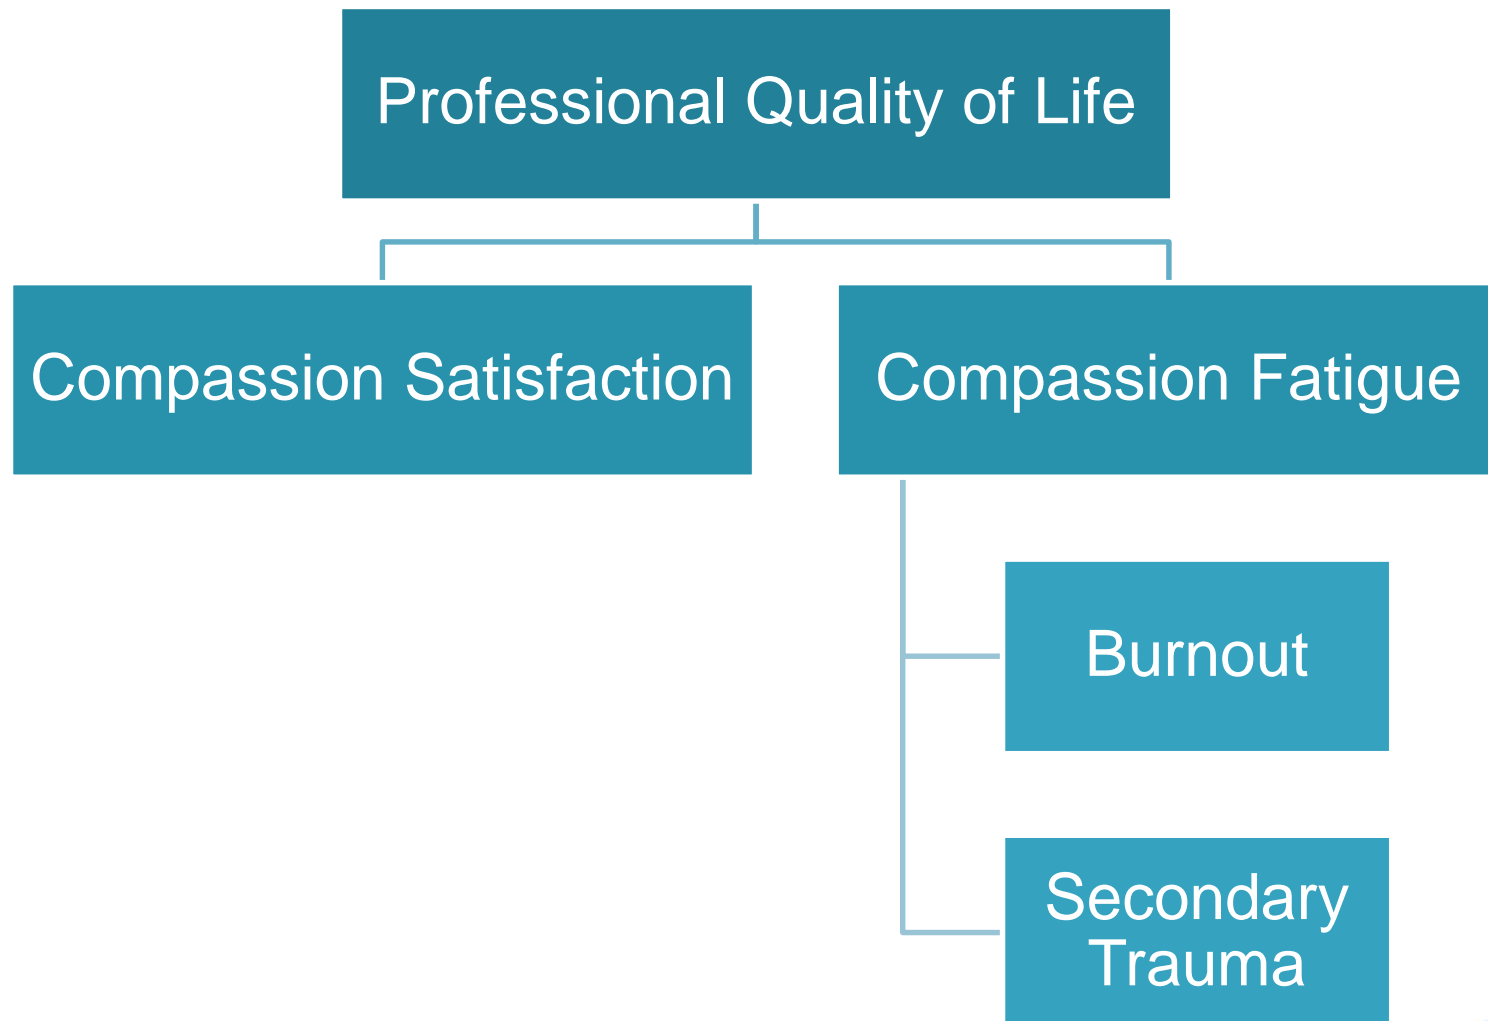 Professional Quality of Life
Compassion Satisfaction
Compassion Fatigue
Burnout
Secondary
Trauma